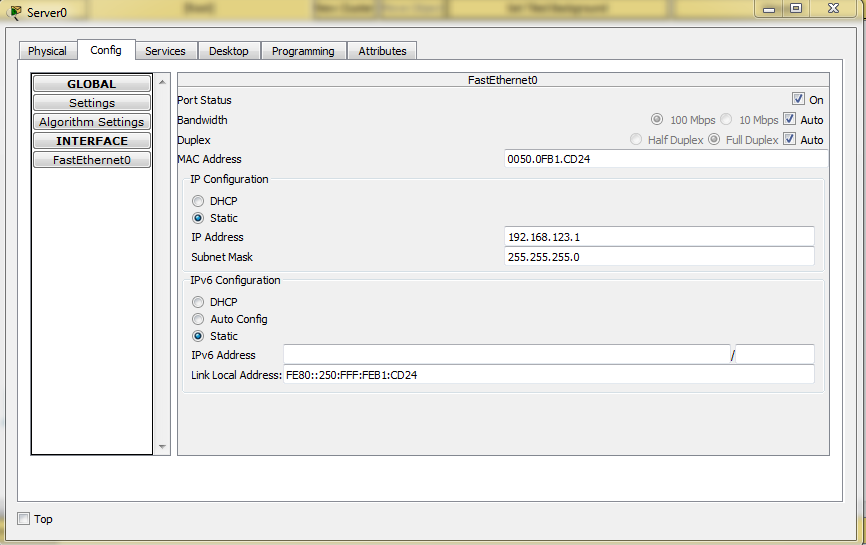 Server0
Physical Config Services Desktop Programming Attributes
GLOBAL
Settings
Algorithm Settings
INTERFACE
FastEthernet0
FastEthernet0
Port Status On
Bandwidth 100 Mbps 10 Mbps Auto
Duplex Half Duplex Full Duplex Auto
MAC Address 0050.0FB1.CD24
IP Configuration
DHCP
Static
IP Address 192.168.123.1
Subnet Mask 255.255.255.0
IPv6 Configuration
DHCP
Auto Config
Static
IPv6 Address /
Link Local Address: FE80::250:FFF:FEB1:CD24
Top